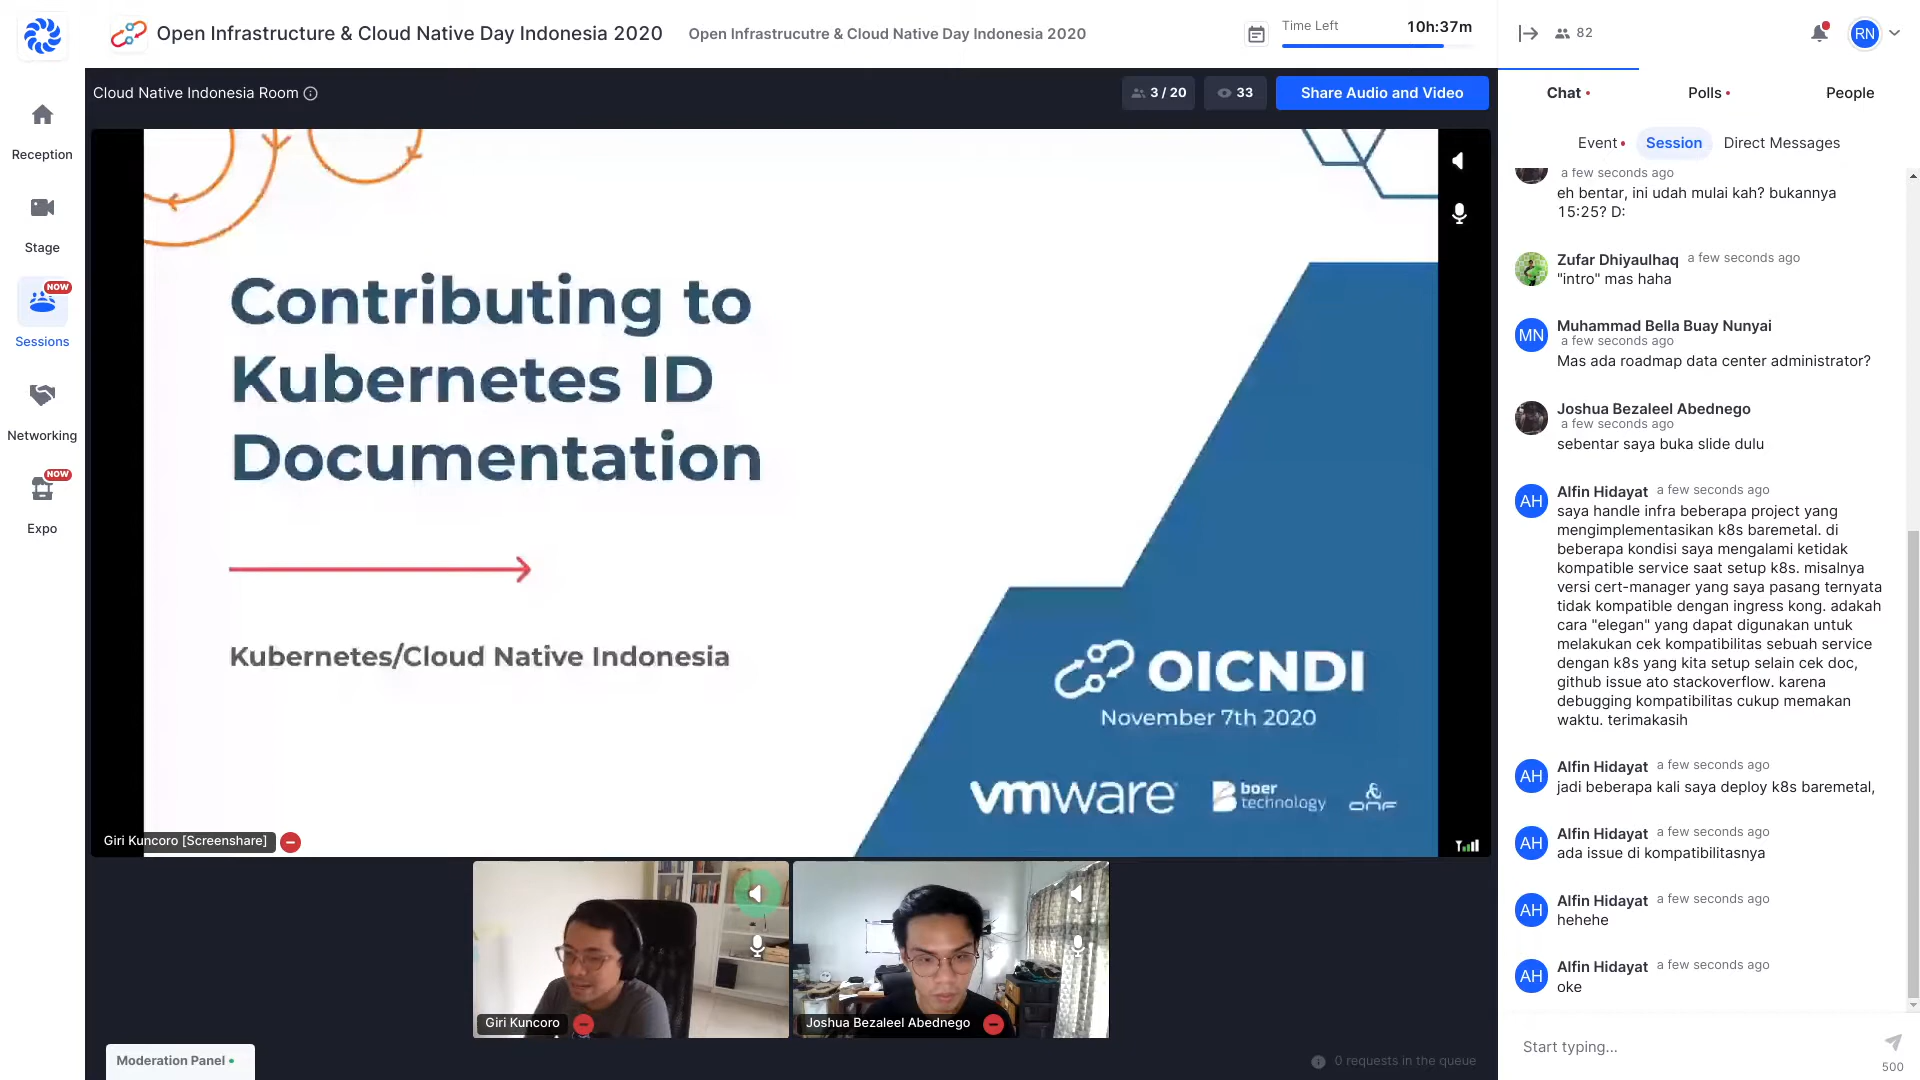 Open Infrastructure & Cloud Native Day Indonesia 2020
Open Infrastrucutre & Cloud Native Day Indonesia 2020
Time Left
10h:37m
82
RN
Reception
Stage
NOW
Sessions
Networking
NOW
Expo
Cloud Native Indonesia Room
3 / 20
33
Share Audio and Video
Contributing to
Kubernetes ID
Documentation
Kubernetes/Cloud Native Indonesia
OICNDI
November 7th 2020
vmware
boer
technology
Giri Kuncoro [Screenshare]
Giri Kuncoro
Joshua Bezaleel Abednego
Moderation Panel
0 requests in the queue
Chat
Polls
People
Event
Session
Direct Messages
a few seconds ago
eh bentar, ini udah mulai kah? bukannya
15:25? D:
Zufar Dhiyaulhaq a few seconds ago
"intro" mas haha
MN
Muhammad Bella Buay Nunyai
a few seconds ago
Mas ada roadmap data center administrator?
Joshua Bezaleel Abednego
a few seconds ago
sebentar saya buka slide dulu
AH
Alfin Hidayat a few seconds ago
saya handle infra beberapa project yang
mengimplementasikan k8s baremetal. di
beberapa kondisi saya mengalami ketidak
kompatible service saat setup k8s. misalnya
versi cert-manager yang saya pasang ternyata
tidak kompatible dengan ingress kong. adakah
cara "elegan" yang dapat digunakan untuk
melakukan cek kompatibilitas sebuah service
dengan k8s yang kita setup selain cek doc,
github issue ato stackoverflow. karena
debugging kompatibilitas cukup memakan
waktu. terimakasih
AH
Alfin Hidayat a few seconds ago
jadi beberapa kali saya deploy k8s baremetal,
AH
Alfin Hidayat a few seconds ago
ada issue di kompatibilitasnya
AH
Alfin Hidayat a few seconds ago
hehehe
AH
Alfin Hidayat a few seconds ago
oke
Start typing...
500